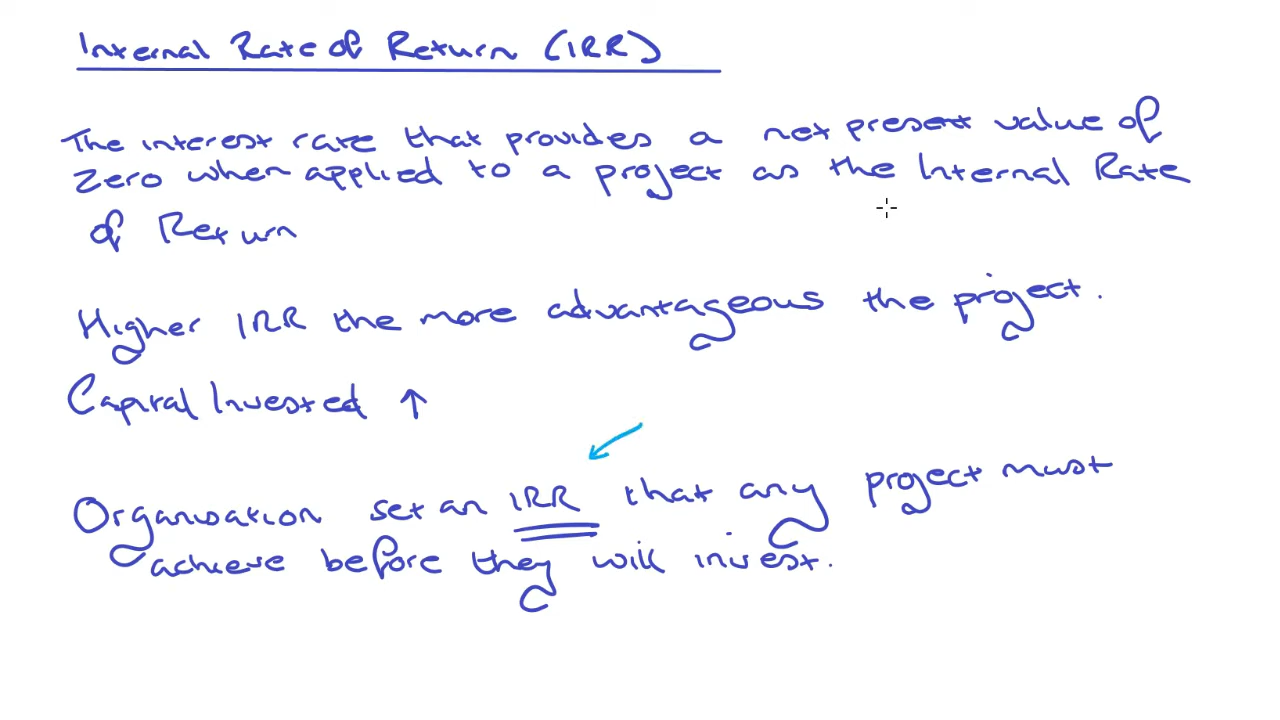 Internal Rate of Return (IRR)
The interest rate that provides a net present value of
Zero when applied to a project as the Internal Rate
of Return
Higher IRR the more advantageous the project.
Capital Invested ↑
Organisation set an IRR that any project must
achieve before they will invest.